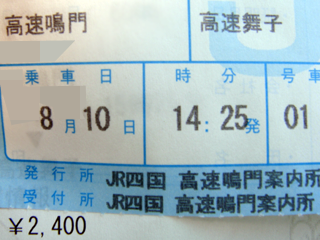 高速鳴門 高速舞子
乗車日 時分 号車
8月10日 14:25発 01
発行所 JR四国 高速鳴門案内所
受付所 JR四国 高速鳴門案内所
￥2,400